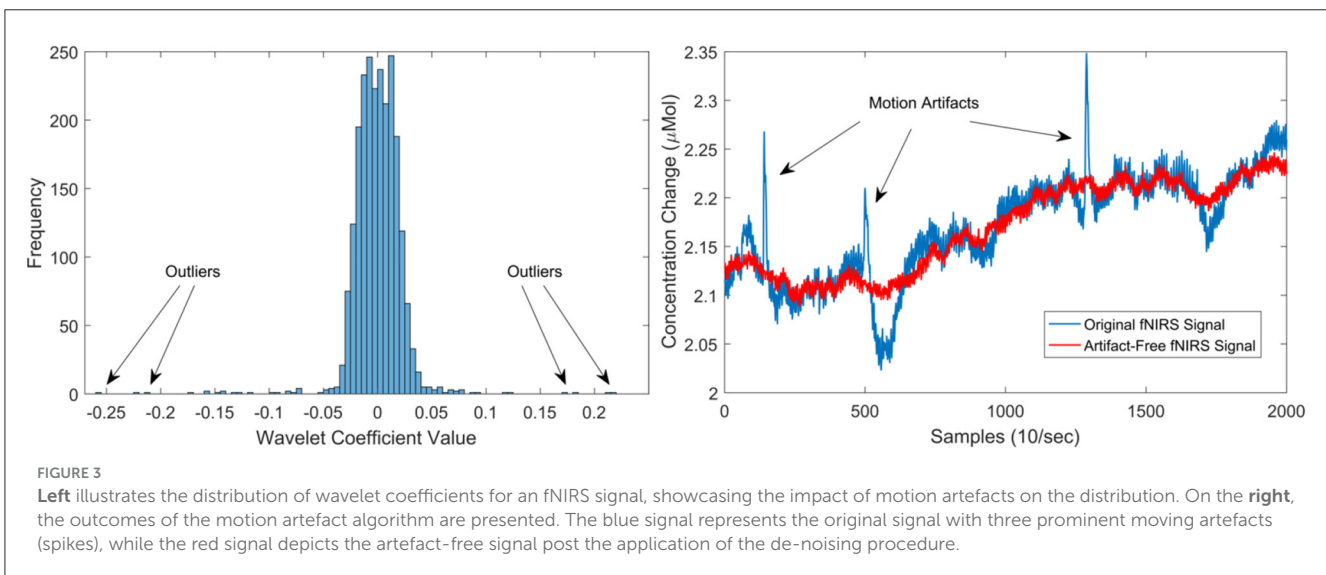 250
200
150
100
50
0
Frequency
Outliers
Outliers
-0.25 -0.2 -0.15 -0.1 -0.05 0 0.05 0.1 0.15 0.2
Wavelet Coefficient Value
2.35
2.3
2.25
2.2
2.15
2.1
2.05
2
Concentration Change (μMol)
Motion Artifacts
Original fNIRS Signal
Artifact-Free fNIRS Signal
0 500 1000 1500 2000
Samples (10/sec)
FIGURE 3
Left illustrates the distribution of wavelet coefficients for an fNIRS signal, showcasing the impact of motion artefacts on the distribution. On the right,
the outcomes of the motion artefact algorithm are presented. The blue signal represents the original signal with three prominent moving artefacts
(spikes), while the red signal depicts the artefact-free signal post the application of the de-noising procedure.